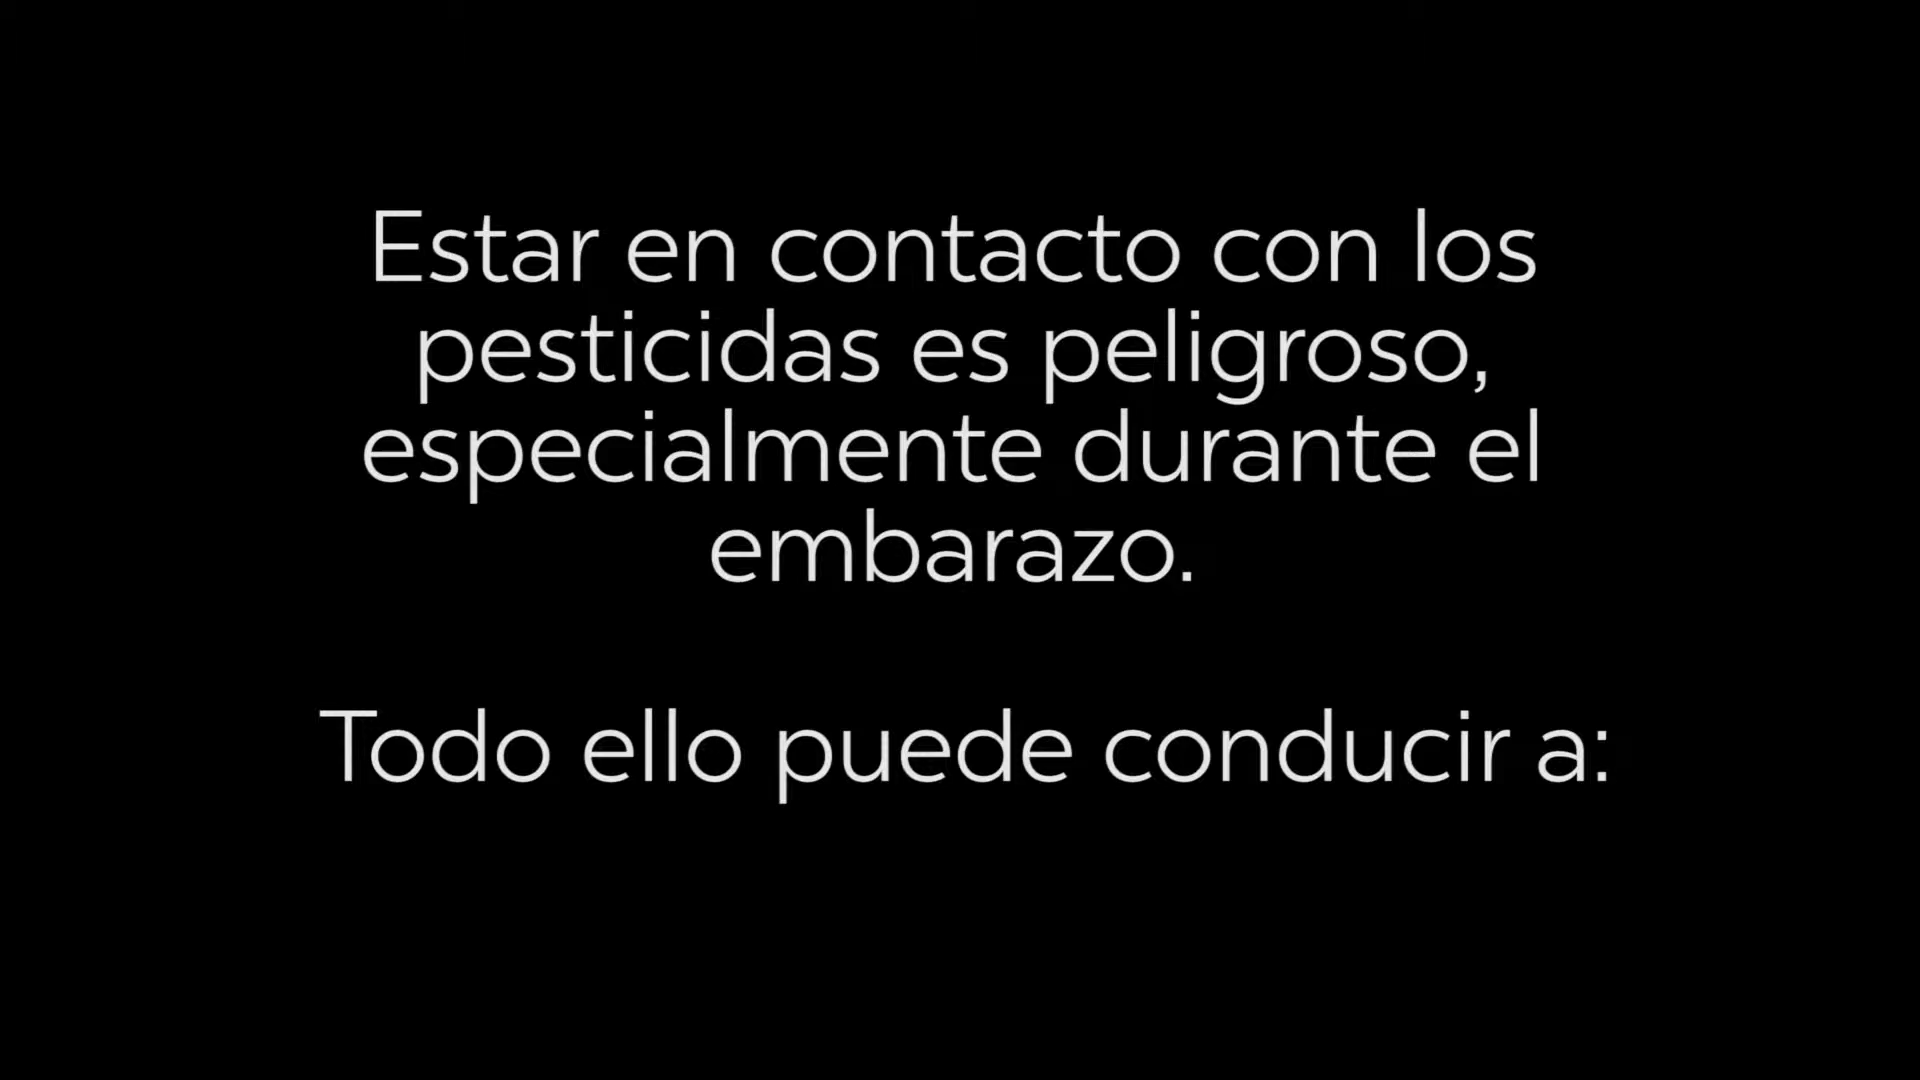 Estar en contacto con los
pesticidas es peligroso,
especialmente durante el
embarazo.
Todo ello puede conducir a: